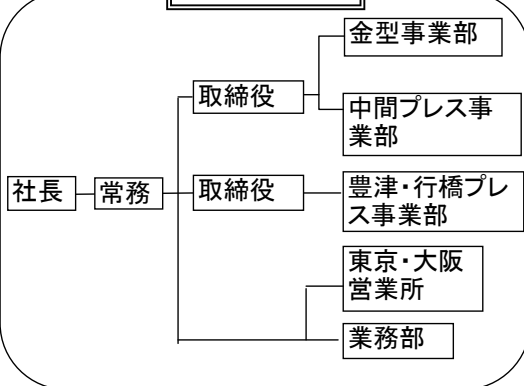 金型事業部
取締役
中間プレス事
業部
社長
常務
取締役
豊津・行橋プレ
ス事業部
東京・大阪
営業所
業務部